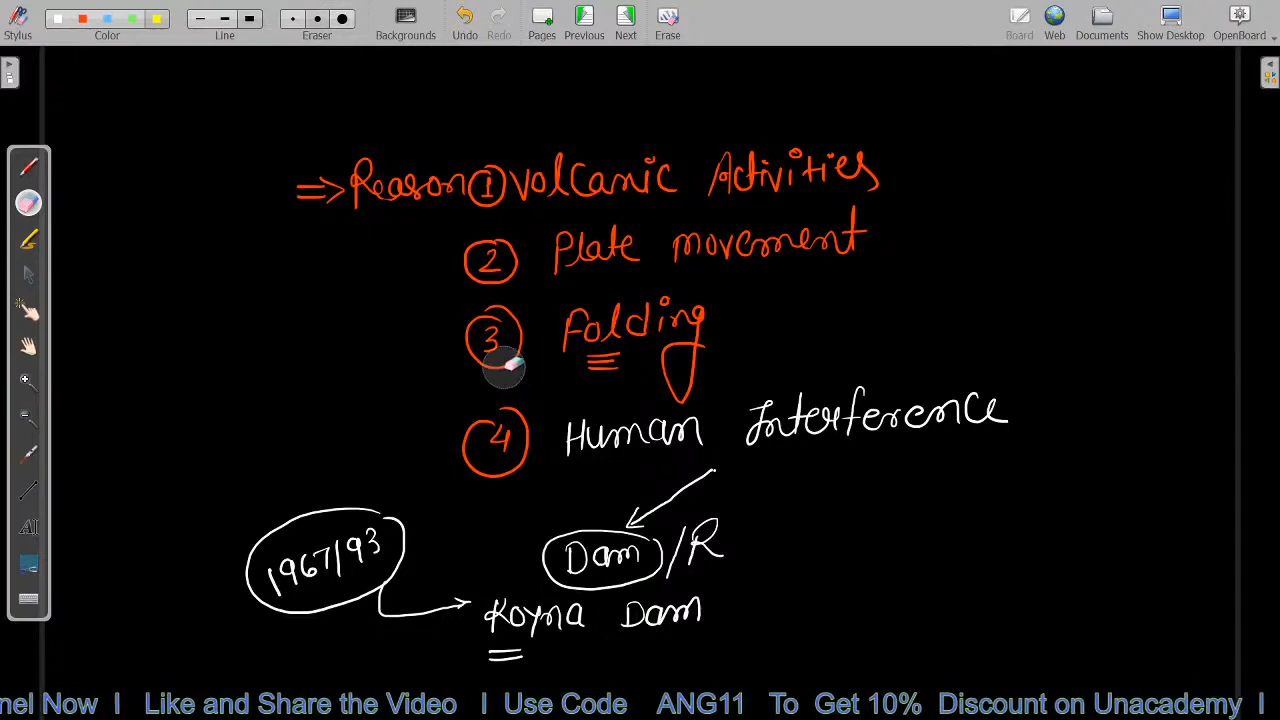 Stylus Color Line Eraser Backgrounds Undo Redo Pages Previous Next Erase Board Web Documents Show Desktop OpenBoard
⇒ Reason ① volcanic Activities
② Plate movement
③ Folding
④ Human Interference
Dam / R
1967/93
Koyna Dam
nel Now I Like and Share the Video I Use Code ANG11 To Get 10% Discount on Unacademy I